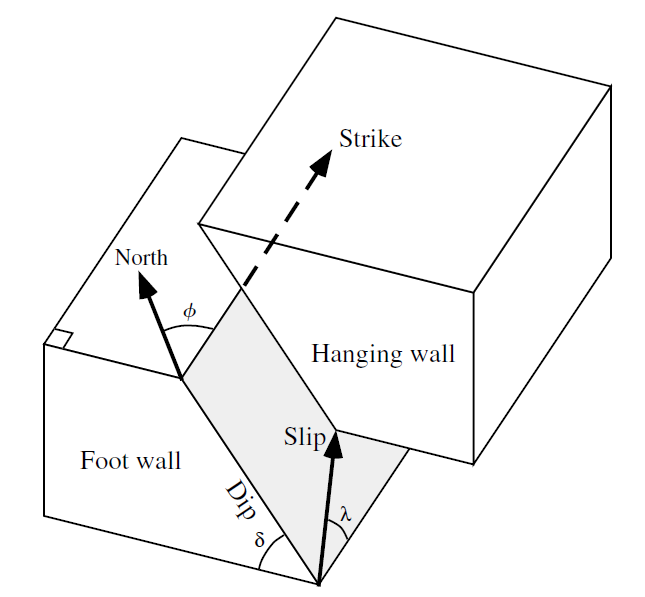 Strike
North
ϕ
Hanging wall
Slip
Foot wall
Dip
λ
δ